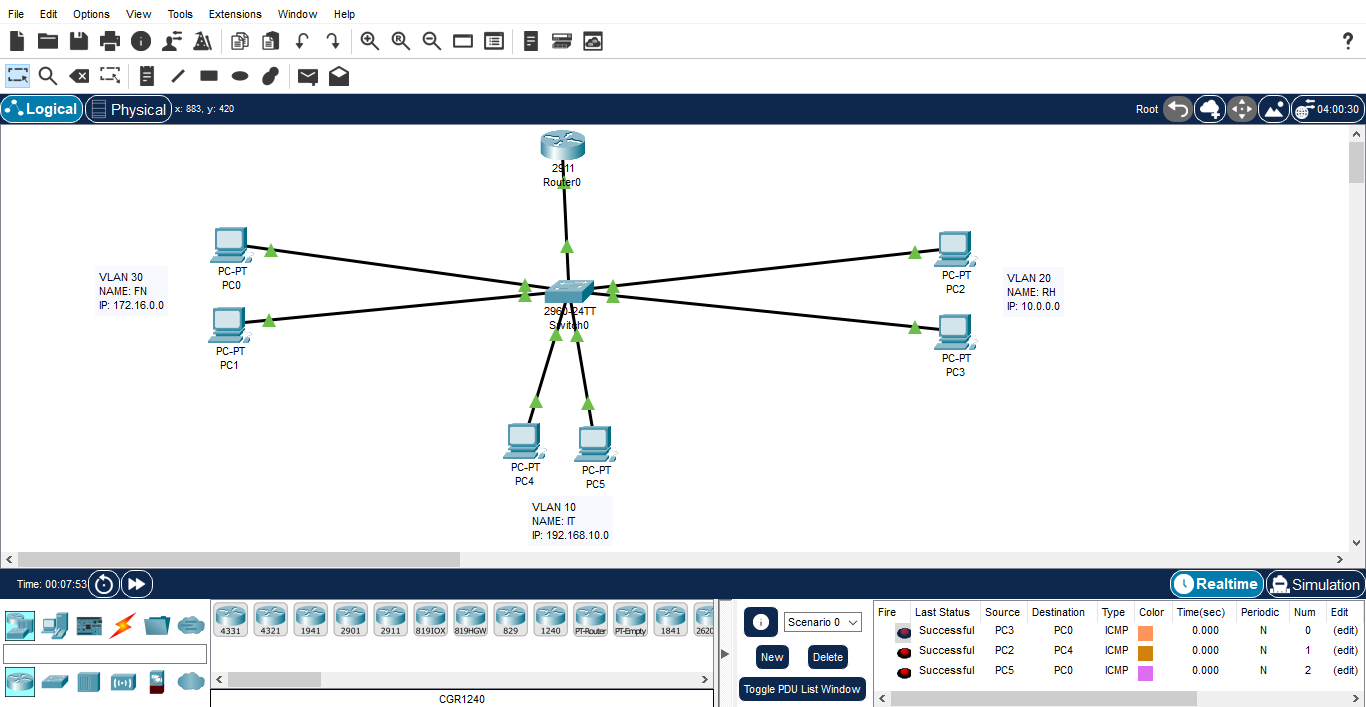 File Edit Options View Tools Extensions Window Help
Logical Physical x: 883, y: 420 Root 04:00:30
2911
Router0
PC-PT
PC0
VLAN 30
NAME: FN
IP: 172.16.0.0
PC-PT
PC1
2960-24TT
Switch0
PC-PT
PC2
VLAN 20
NAME: RH
IP: 10.0.0.0
PC-PT
PC3
PC-PT
PC4
PC-PT
PC5
VLAN 10
NAME: IT
IP: 192.168.10.0
Time: 00:07:53 Realtime Simulation
4331 4321 1941 2901 2911 819IOX 819HGW 829 1240 PT-Router PT-Empty 1841 2620
CGR1240
Scenario 0
New Delete
Toggle PDU List Window
Fire Last Status Source Destination Type Color Time(sec) Periodic Num Edit
Successful PC3 PC0 ICMP 0.000 N 0 (edit)
Successful PC2 PC4 ICMP 0.000 N 1 (edit)
Successful PC5 PC0 ICMP 0.000 N 2 (edit)